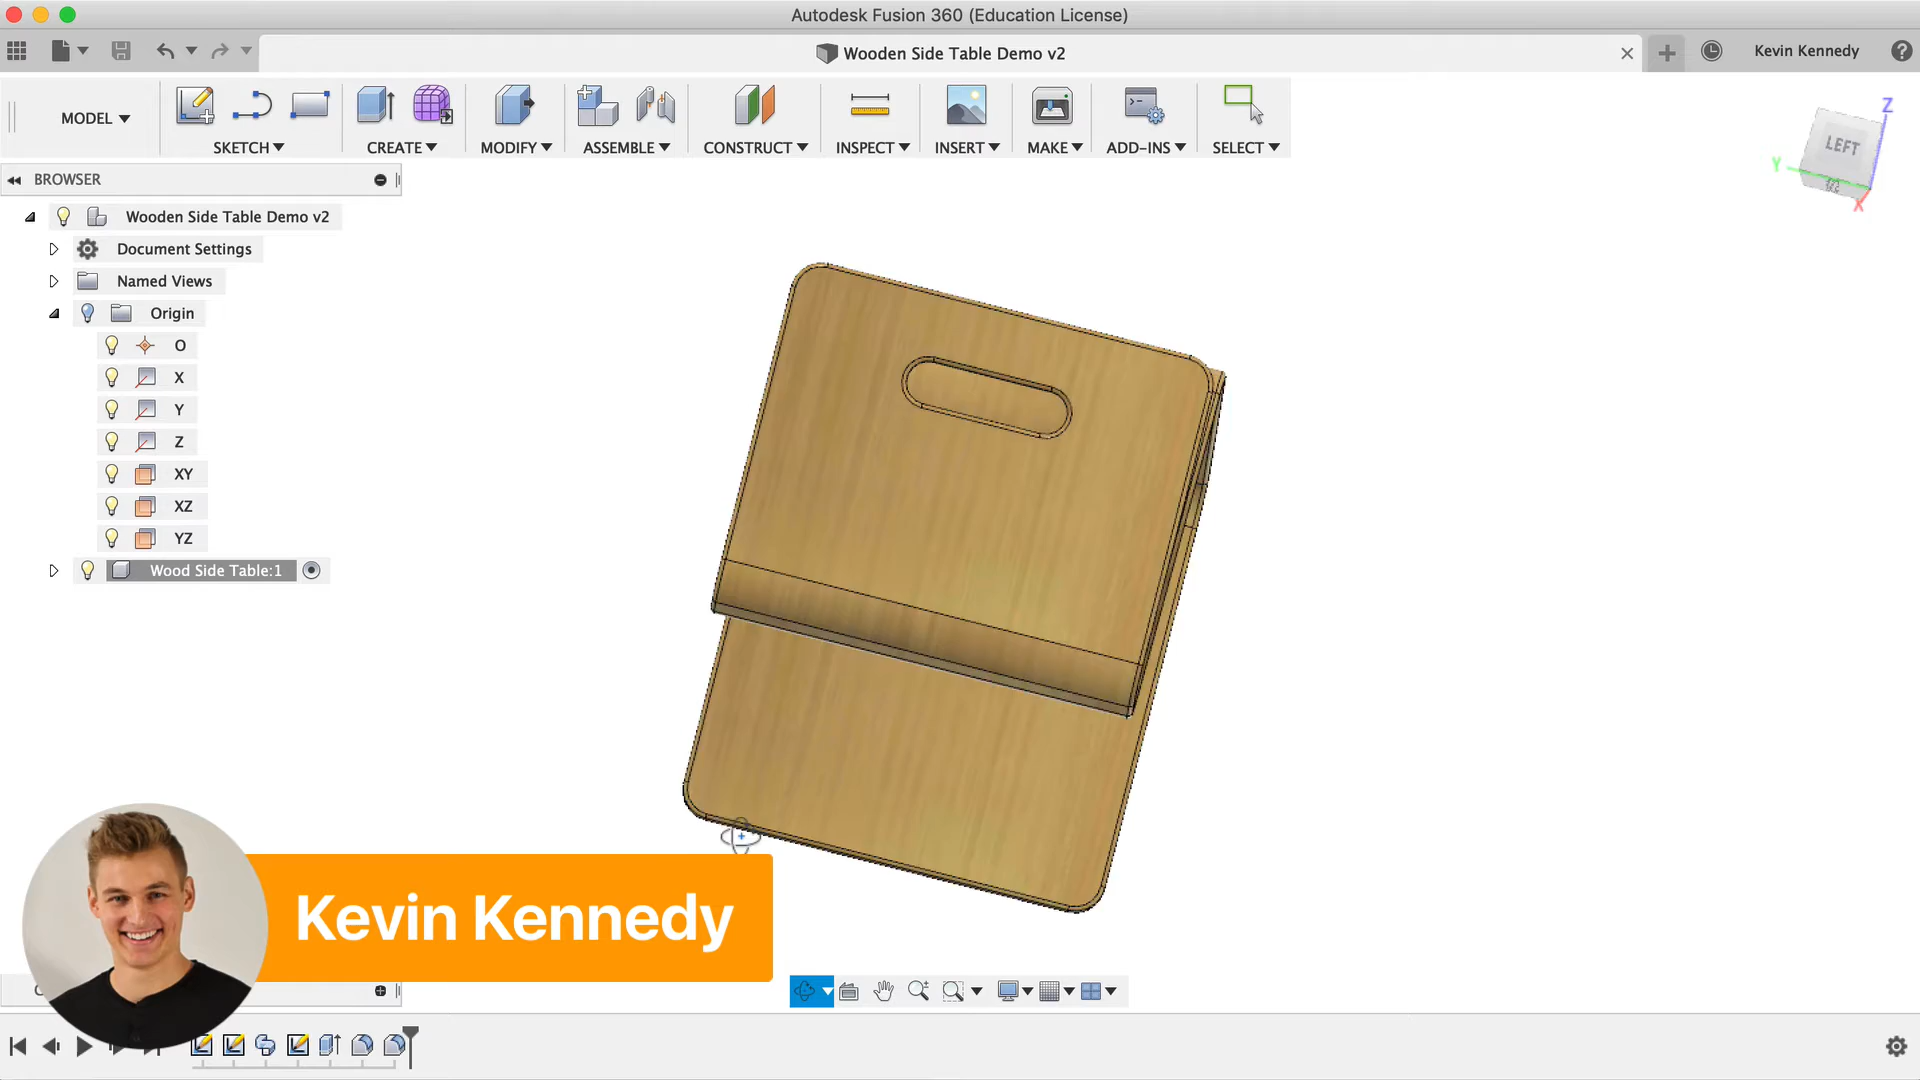 Autodesk Fusion 360 (Education License)
Wooden Side Table Demo v2
Kevin Kennedy
MODEL
SKETCH
CREATE
MODIFY
ASSEMBLE
CONSTRUCT
INSPECT
INSERT
MAKE
ADD-INS
SELECT
Z
LEFT
Y
X
BROWSER
Wooden Side Table Demo v2
Document Settings
Named Views
Origin
O
X
Y
Z
XY
XZ
YZ
Wood Side Table:1
Kevin Kennedy